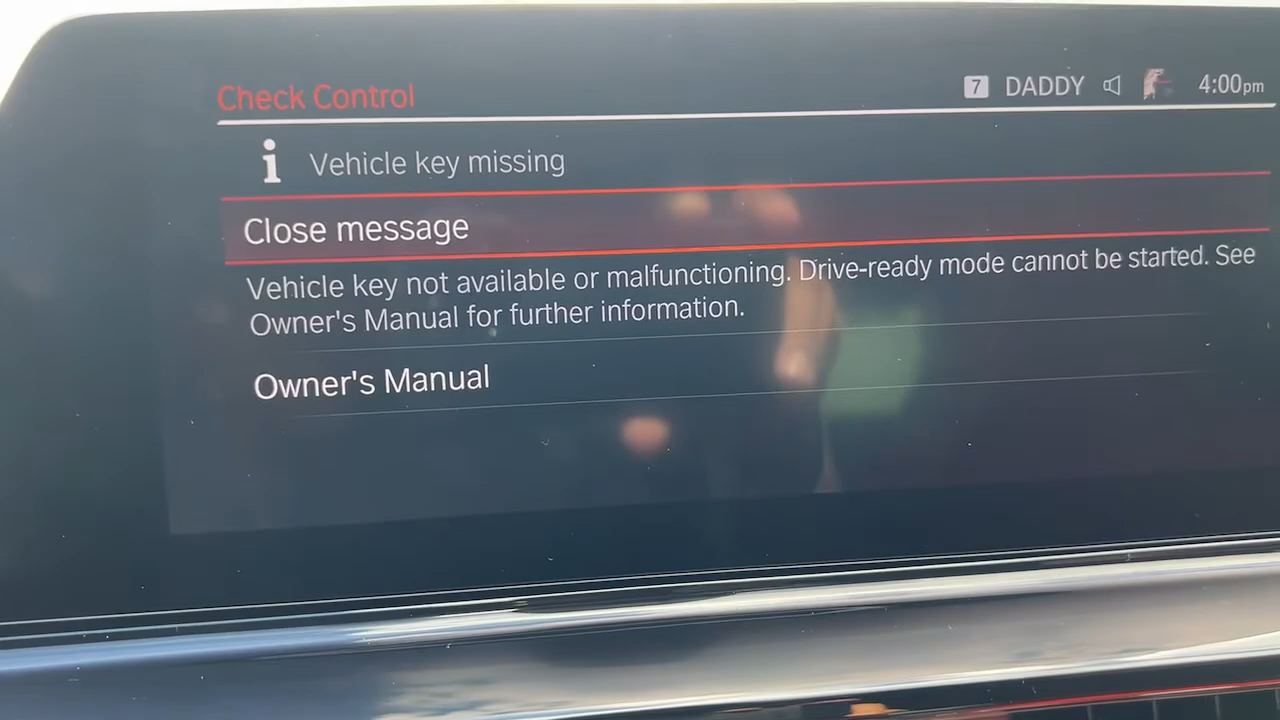 Check Control
7 DADDY 4:00pm
i Vehicle key missing
Close message
Vehicle key not available or malfunctioning. Drive-ready mode cannot be started. See
Owner's Manual for further information.
Owner's Manual